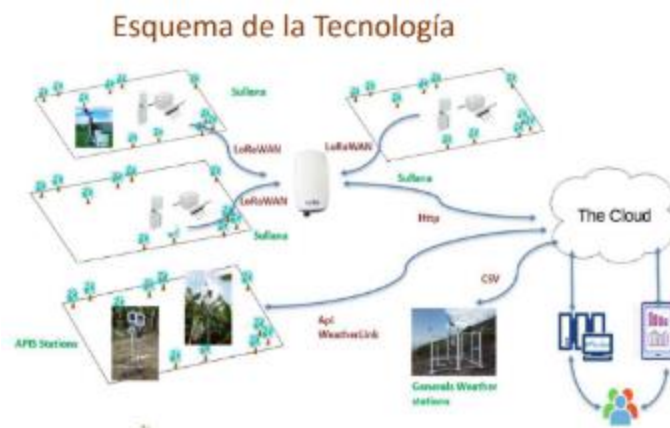 Esquema de la Tecnología
Sullana
LoRaWAN
LoRaWAN
LoRaWAN
Sullana
Sullana
Http
The Cloud
CSV
Api
WeatherLink
APIS Stations
Generals Weather
stations